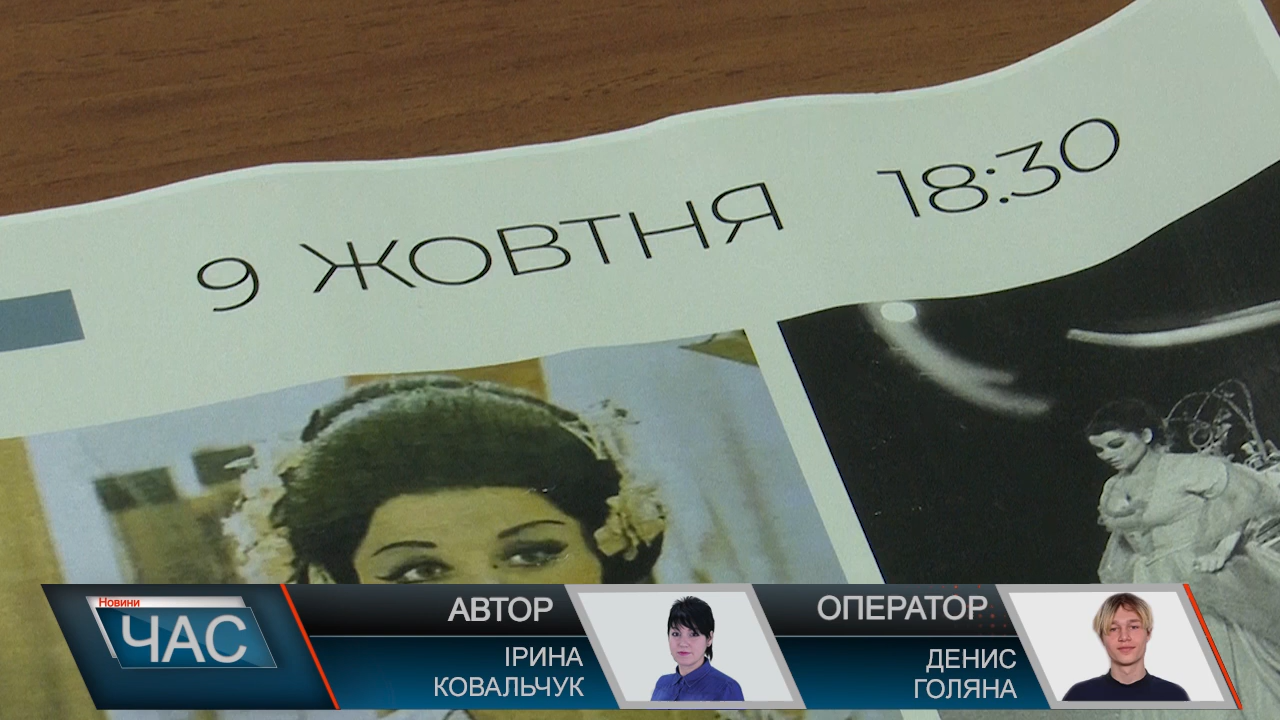 9 ЖОВТНЯ 18:30
Новини
ЧАС
АВТОР
ІРИНА
КОВАЛЬЧУК
ОПЕРАТОР
ДЕНИС
ГОЛЯНА